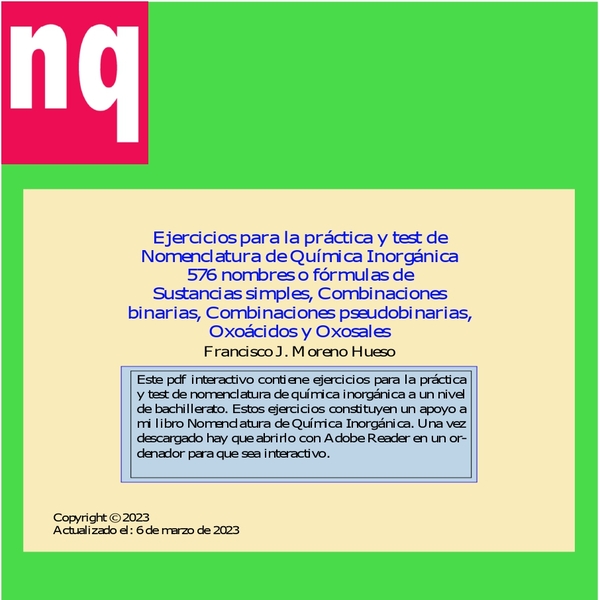 nq
Ejercicios para la práctica y test de
Nomenclatura de Química Inorgánica
576 nombres o fórmulas de
Sustancias simples, Combinaciones
binarias, Combinaciones pseudobinarias,
Oxoácidos y Oxosales
Francisco J. Moreno Hueso
Este pdf interactivo contiene ejercicios para la práctica
y test de nomenclatura de química inorgánica a un nivel
de bachillerato. Estos ejercicios constituyen un apoyo a
mi libro Nomenclatura de Química Inorgánica. Una vez
descargado hay que abrirlo con Adobe Reader en un or-
denador para que sea interactivo.
Copyright © 2023
Actualizado el: 6 de marzo de 2023